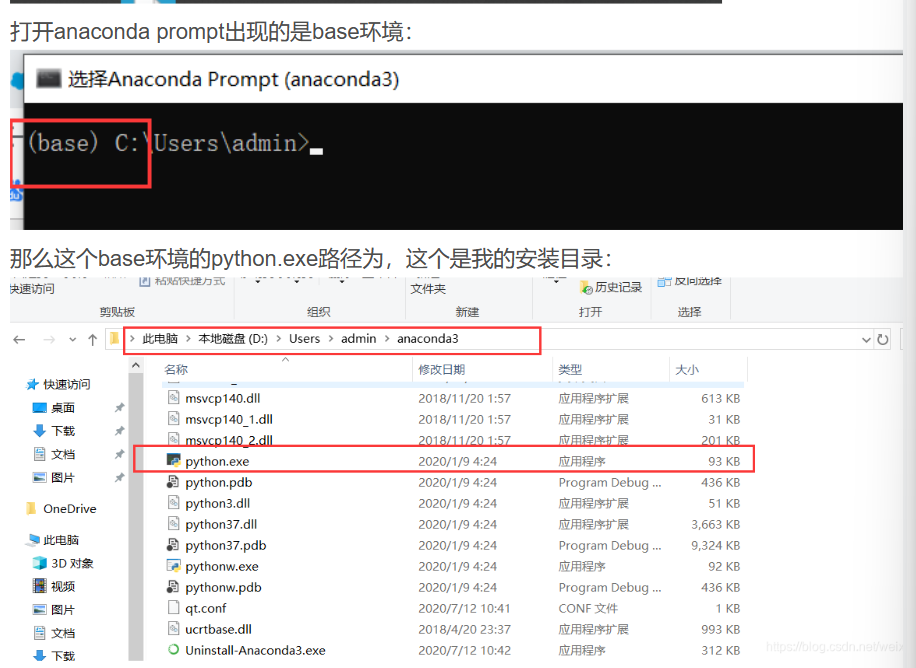 打开anaconda prompt出现的是base环境：
选择Anaconda Prompt (anaconda3)
(base) C:\Users\admin>
那么这个base环境的python.exe路径为，这个是我的安装目录：
快速访问 粘贴快捷方式 文件夹 历史记录 反向选择
剪贴板 组织 新建 打开 选择
此电脑 > 本地磁盘 (D:) > Users > admin > anaconda3
名称 修改日期 类型 大小
快速访问
桌面
下载
文档
图片
OneDrive
此电脑
3D 对象
视频
图片
文档
下载
msvcp140.dll 2018/11/20 1:57 应用程序扩展 613 KB
msvcp140_1.dll 2018/11/20 1:57 应用程序扩展 31 KB
msvcp140_2.dll 2018/11/20 1:57 应用程序扩展 201 KB
python.exe 2020/1/9 4:24 应用程序 93 KB
python.pdb 2020/1/9 4:24 Program Debug ... 436 KB
python3.dll 2020/1/9 4:24 应用程序扩展 51 KB
python37.dll 2020/1/9 4:24 应用程序扩展 3,663 KB
python37.pdb 2020/1/9 4:24 Program Debug ... 9,324 KB
pythonw.exe 2020/1/9 4:24 应用程序 92 KB
pythonw.pdb 2020/1/9 4:24 Program Debug ... 436 KB
qt.conf 2020/7/12 10:41 CONF 文件 1 KB
ucrtbase.dll 2018/4/20 23:37 应用程序扩展 993 KB
Uninstall-Anaconda3.exe 2020/7/12 10:42 应用程序 312 KB
https://blog.csdn.net/weix